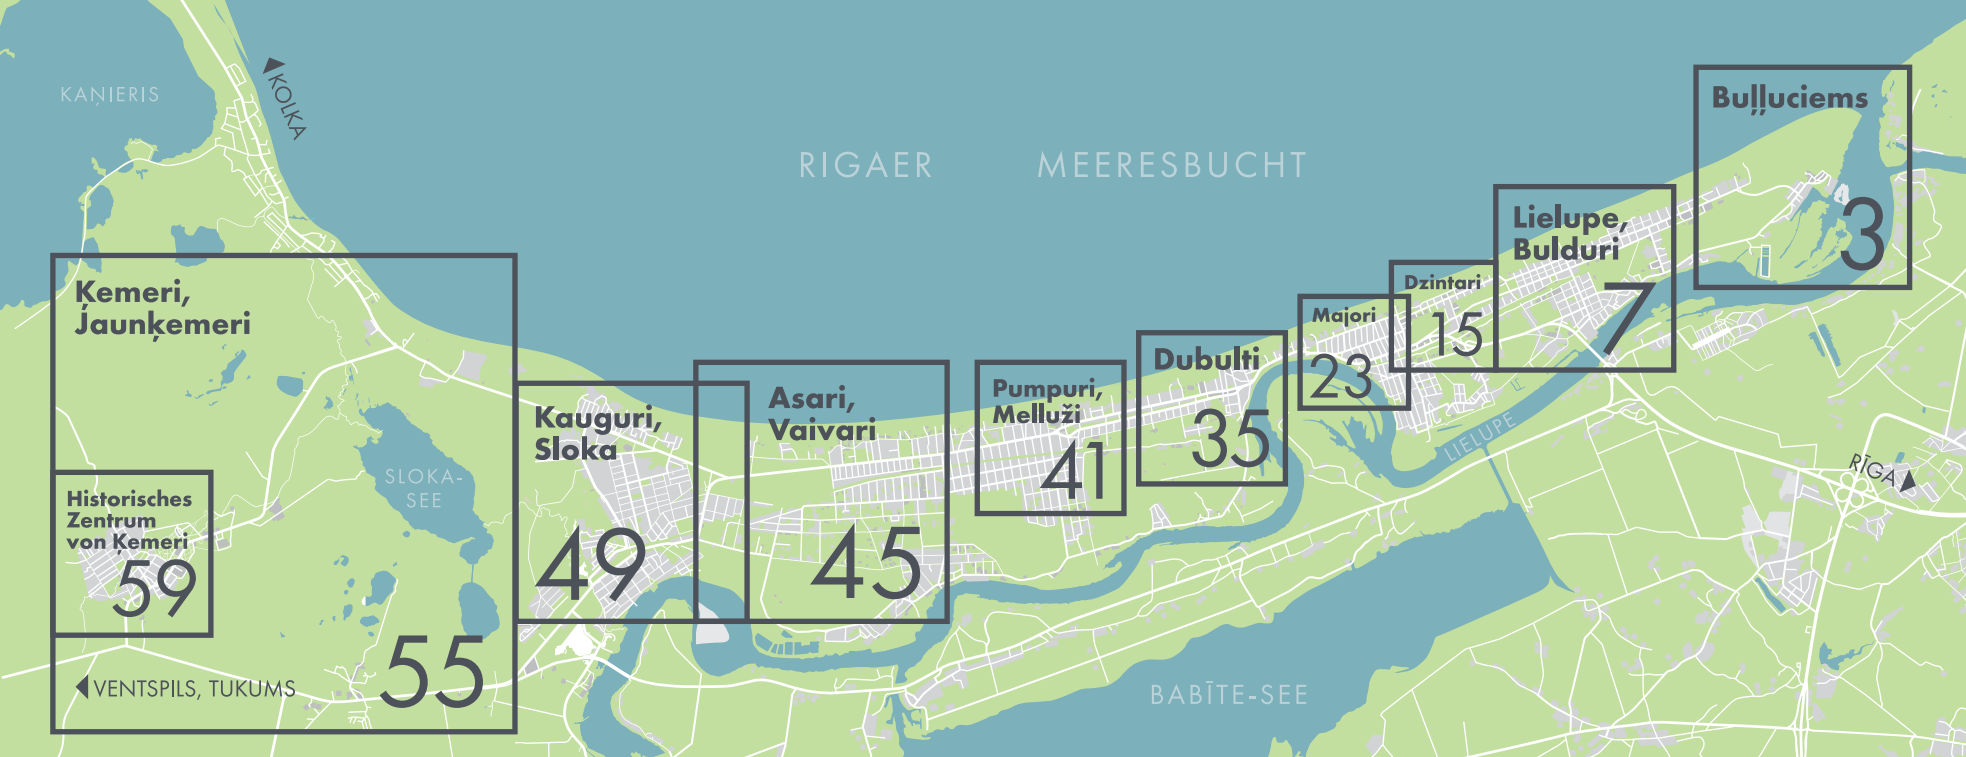 KAŅIERIS
KOLKA
RIGAER MEERESBUCHT
Buļļuciems
3
Lielupe,
Bulduri
7
Dzintari
15
Majori
23
Dubulti
35
Pumpuri,
Melluži
41
Asari,
Vaivari
45
Kauguri,
Sloka
49
Ķemeri,
Jaunķemeri
55
Historisches
Zentrum
von Ķemeri
59
SLOKA-
SEE
LIELUPE
RĪGA
VENTSPILS, TUKUMS
BABĪTE-SEE